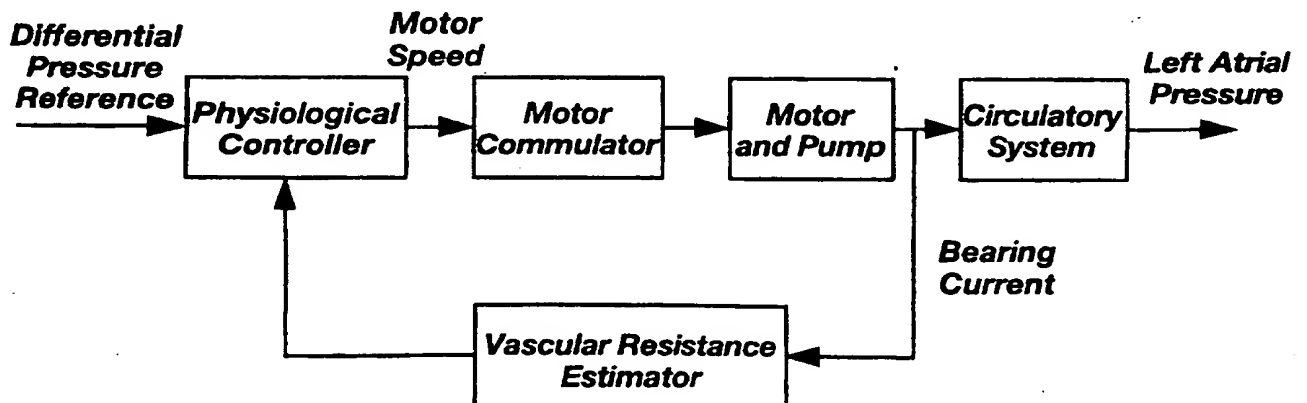 Differential
Pressure
Reference
Physiological
Controller
Motor
Speed
Motor
Commulator
Motor
and Pump
Circulatory
System
Left Atrial
Pressure
Bearing
Current
Vascular Resistance
Estimator